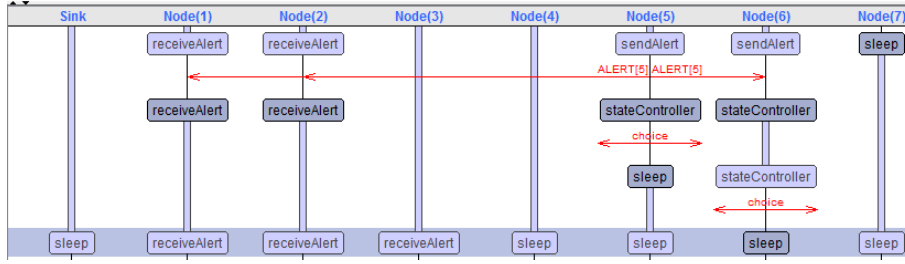 Sink Node(1) Node(2) Node(3) Node(4) Node(5) Node(6) Node(7)
receiveAlert receiveAlert sendAlert sendAlert sleep
ALERT[5] ALERT[5]
receiveAlert receiveAlert stateController stateController
choice
sleep stateController
choice
sleep receiveAlert receiveAlert receiveAlert sleep sleep sleep sleep